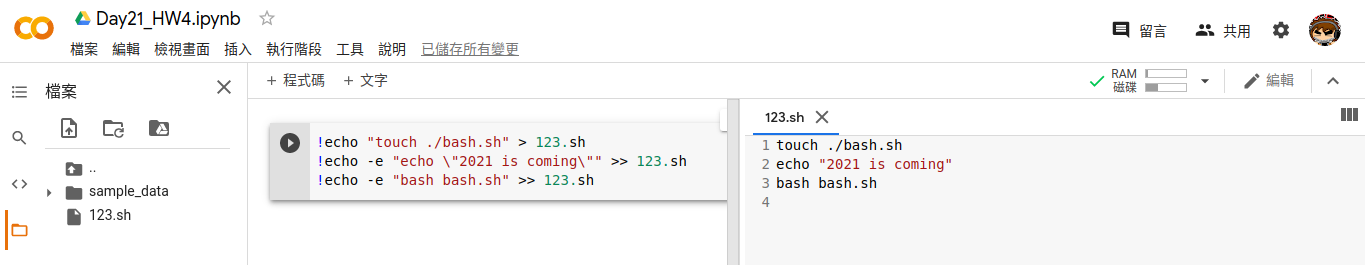 Day21_HW4.ipynb
檔案 編輯 檢視畫面 插入 執行階段 工具 說明 已儲存所有變更
留言 共用
檔案
+ 程式碼 + 文字
RAM
磁碟
編輯
..
sample_data
123.sh
!echo "touch ./bash.sh" > 123.sh
!echo -e "echo \"2021 is coming\"" >> 123.sh
!echo -e "bash bash.sh" >> 123.sh
123.sh
1 touch ./bash.sh
2 echo "2021 is coming"
3 bash bash.sh
4